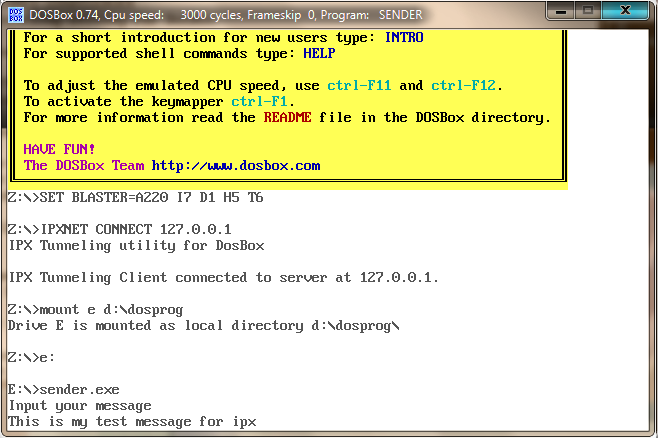 DOS BOX
DOSBox 0.74, Cpu speed:    3000 cycles, Frameskip  0, Program:   SENDER
For a short introduction for new users type: INTRO
For supported shell commands type: HELP
To adjust the emulated CPU speed, use ctrl-F11 and ctrl-F12.
To activate the keymapper ctrl-F1.
For more information read the README file in the DOSBox directory.
HAVE FUN!
The DOSBox Team http://www.dosbox.com
Z:\>SET BLASTER=A220 I7 D1 H5 T6
Z:\>IPXNET CONNECT 127.0.0.1
IPX Tunneling utility for DosBox
IPX Tunneling Client connected to server at 127.0.0.1.
Z:\>mount e d:\dosprog
Drive E is mounted as local directory d:\dosprog\
Z:\>e:
E:\>sender.exe
Input your message
This is my test message for ipx